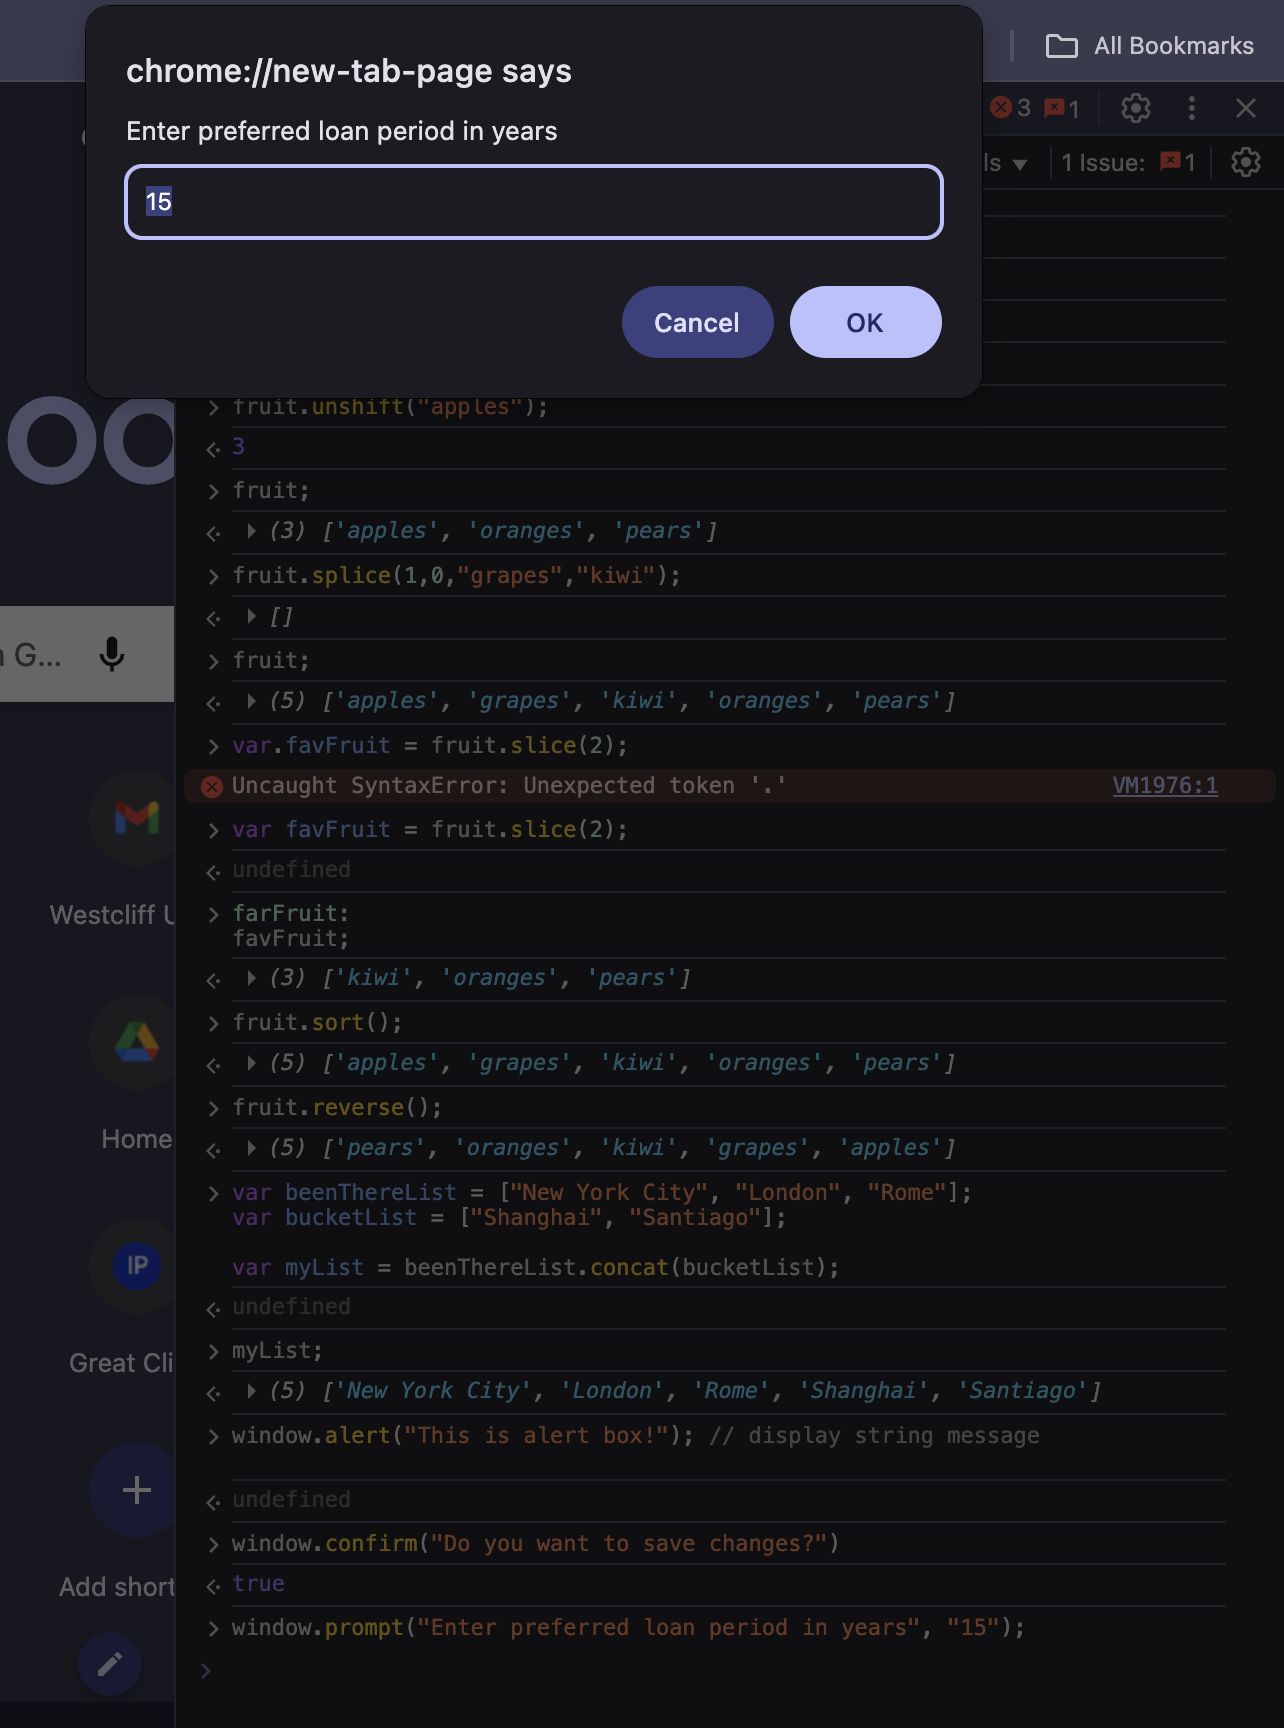 All Bookmarks
chrome://new-tab-page says
Enter preferred loan period in years
15
Cancel
OK
3
1
ls
1 Issue:
1
fruit.unshift("apples");
3
fruit;
(3) ['apples', 'oranges', 'pears']
fruit.splice(1,0,"grapes","kiwi");
[]
fruit;
(5) ['apples', 'grapes', 'kiwi', 'oranges', 'pears']
var.favFruit = fruit.slice(2);
Uncaught SyntaxError: Unexpected token '.'
VM1976:1
var favFruit = fruit.slice(2);
undefined
farFruit:
favFruit;
(3) ['kiwi', 'oranges', 'pears']
fruit.sort();
(5) ['apples', 'grapes', 'kiwi', 'oranges', 'pears']
fruit.reverse();
(5) ['pears', 'oranges', 'kiwi', 'grapes', 'apples']
var beenThereList = ["New York City", "London", "Rome"];
var bucketList = ["Shanghai", "Santiago"];
var myList = beenThereList.concat(bucketList);
undefined
myList;
(5) ['New York City', 'London', 'Rome', 'Shanghai', 'Santiago']
window.alert("This is alert box!"); // display string message
undefined
window.confirm("Do you want to save changes?")
true
window.prompt("Enter preferred loan period in years", "15");
G...
Westcliff U
Home
IP
Great Cli
Add short